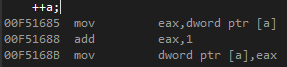 ++a;
00F51685 mov eax,dword ptr [a]
00F51688 add eax,1
00F5168B mov dword ptr [a],eax